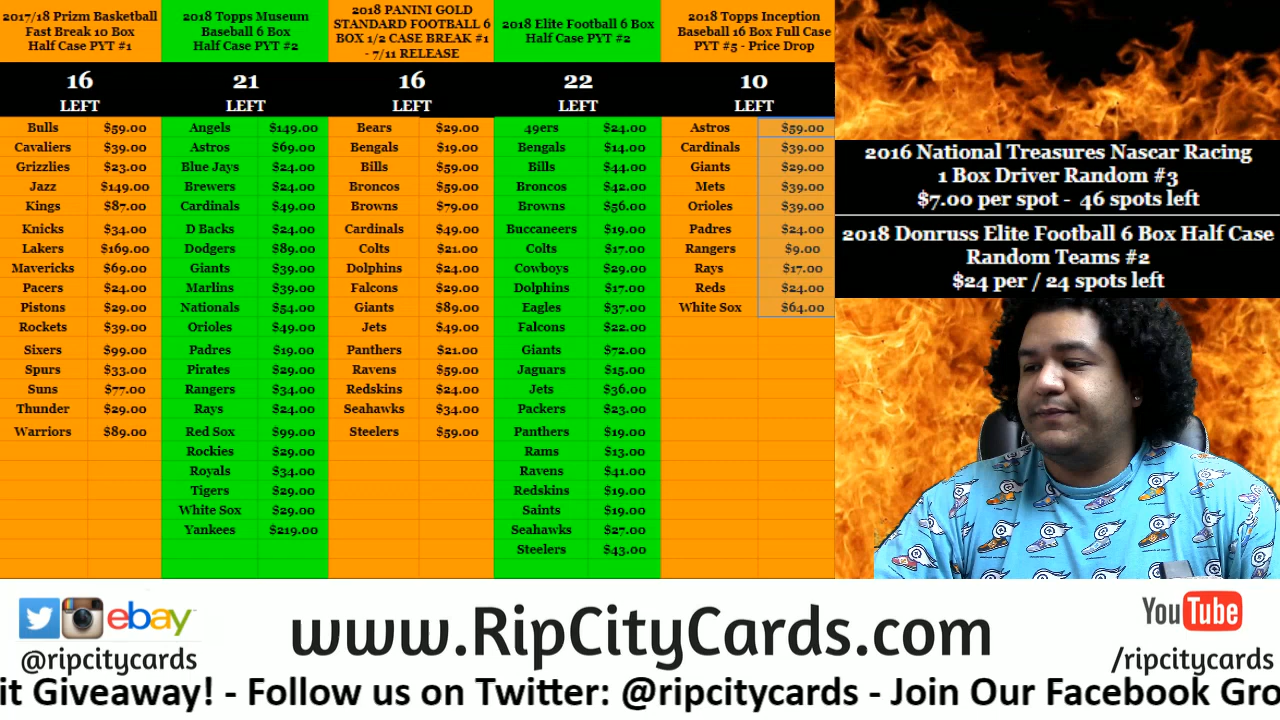 2017/18 Prizm Basketball
Fast Break 10 Box
Half Case PYT #1
16
LEFT
Bulls $59.00
Cavaliers $39.00
Grizzlies $23.00
Jazz $149.00
Kings $87.00
Knicks $34.00
Lakers $169.00
Mavericks $69.00
Pacers $24.00
Pistons $29.00
Rockets $39.00
Sixers $99.00
Spurs $33.00
Suns $77.00
Thunder $29.00
Warriors $89.00
2018 Topps Museum
Baseball 6 Box
Half Case PYT #2
21
LEFT
Angels $149.00
Astros $69.00
Blue Jays $24.00
Brewers $24.00
Cardinals $49.00
D Backs $24.00
Dodgers $89.00
Giants $39.00
Marlins $39.00
Nationals $54.00
Orioles $49.00
Padres $19.00
Pirates $29.00
Rangers $34.00
Rays $24.00
Red Sox $99.00
Rockies $29.00
Royals $34.00
Tigers $29.00
White Sox $29.00
Yankees $219.00
2018 PANINI GOLD
STANDARD FOOTBALL 6
BOX 1/2 CASE BREAK #1
- 7/11 RELEASE
16
LEFT
Bears $29.00
Bengals $19.00
Bills $59.00
Broncos $59.00
Browns $79.00
Cardinals $49.00
Colts $21.00
Dolphins $24.00
Falcons $29.00
Giants $89.00
Jets $49.00
Panthers $21.00
Ravens $59.00
Redskins $24.00
Seahawks $34.00
Steelers $59.00
2018 Elite Football 6 Box
Half Case PYT #2
22
LEFT
49ers $24.00
Bengals $14.00
Bills $44.00
Broncos $42.00
Browns $56.00
Buccaneers $19.00
Colts $17.00
Cowboys $29.00
Dolphins $17.00
Eagles $37.00
Falcons $22.00
Giants $72.00
Jaguars $15.00
Jets $36.00
Packers $23.00
Panthers $19.00
Rams $13.00
Ravens $41.00
Redskins $19.00
Saints $19.00
Seahawks $27.00
Steelers $43.00
2018 Topps Inception
Baseball 16 Box Full Case
PYT #5 - Price Drop
10
LEFT
Astros $59.00
Cardinals $39.00
Giants $29.00
Mets $39.00
Orioles $39.00
Padres $24.00
Rangers $9.00
Rays $17.00
Reds $24.00
White Sox $64.00
2016 National Treasures Nascar Racing
1 Box Driver Random #3
$7.00 per spot - 46 spots left
2018 Donruss Elite Football 6 Box Half Case
Random Teams #2
$24 per / 24 spots left
ebay
@ripcitycards
www.RipCityCards.com
YouTube
/ripcitycards
it Giveaway! - Follow us on Twitter: @ripcitycards - Join Our Facebook Gro